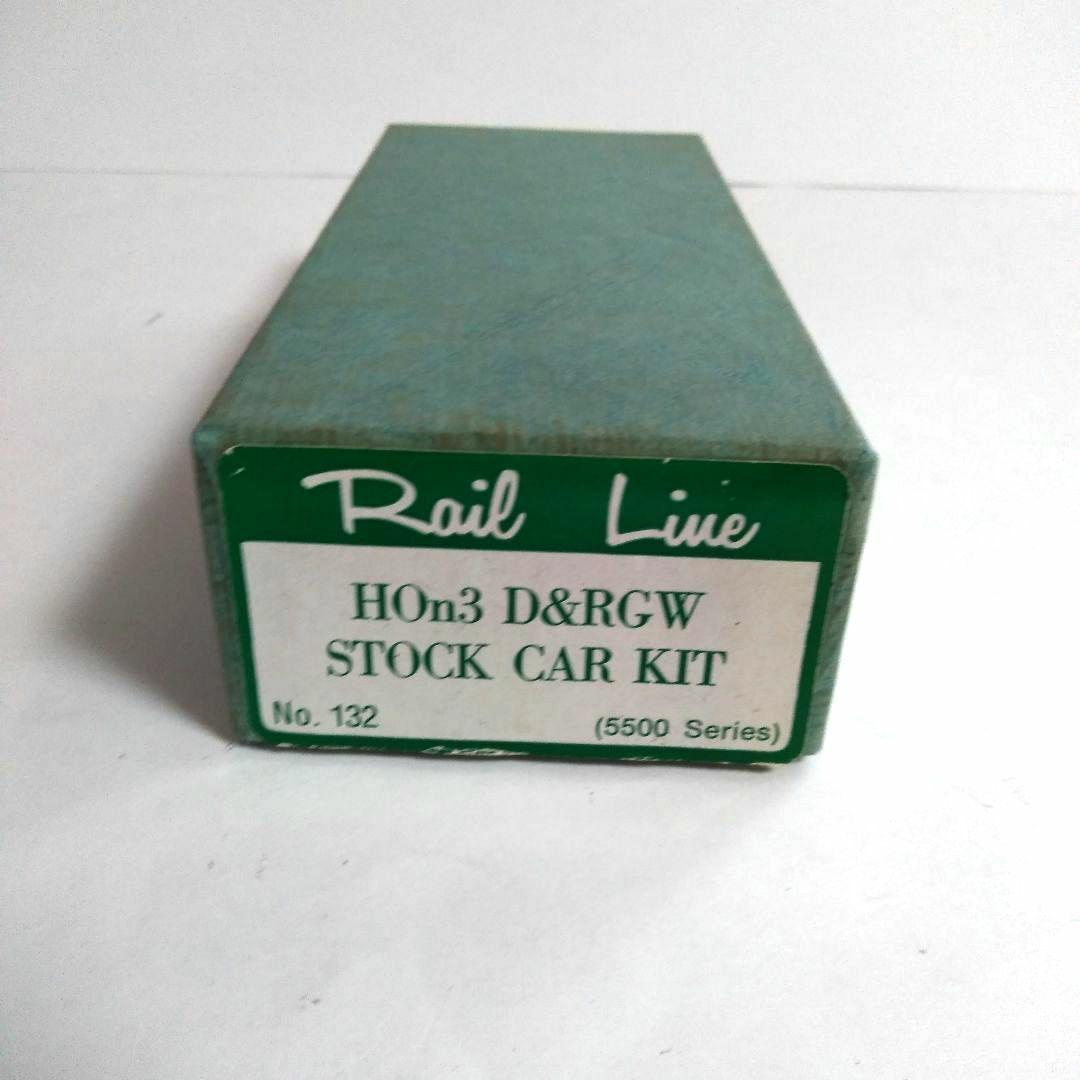 Rail Line
HOn3 D&RGW
STOCK CAR KIT
No. 132 (5500 Series)